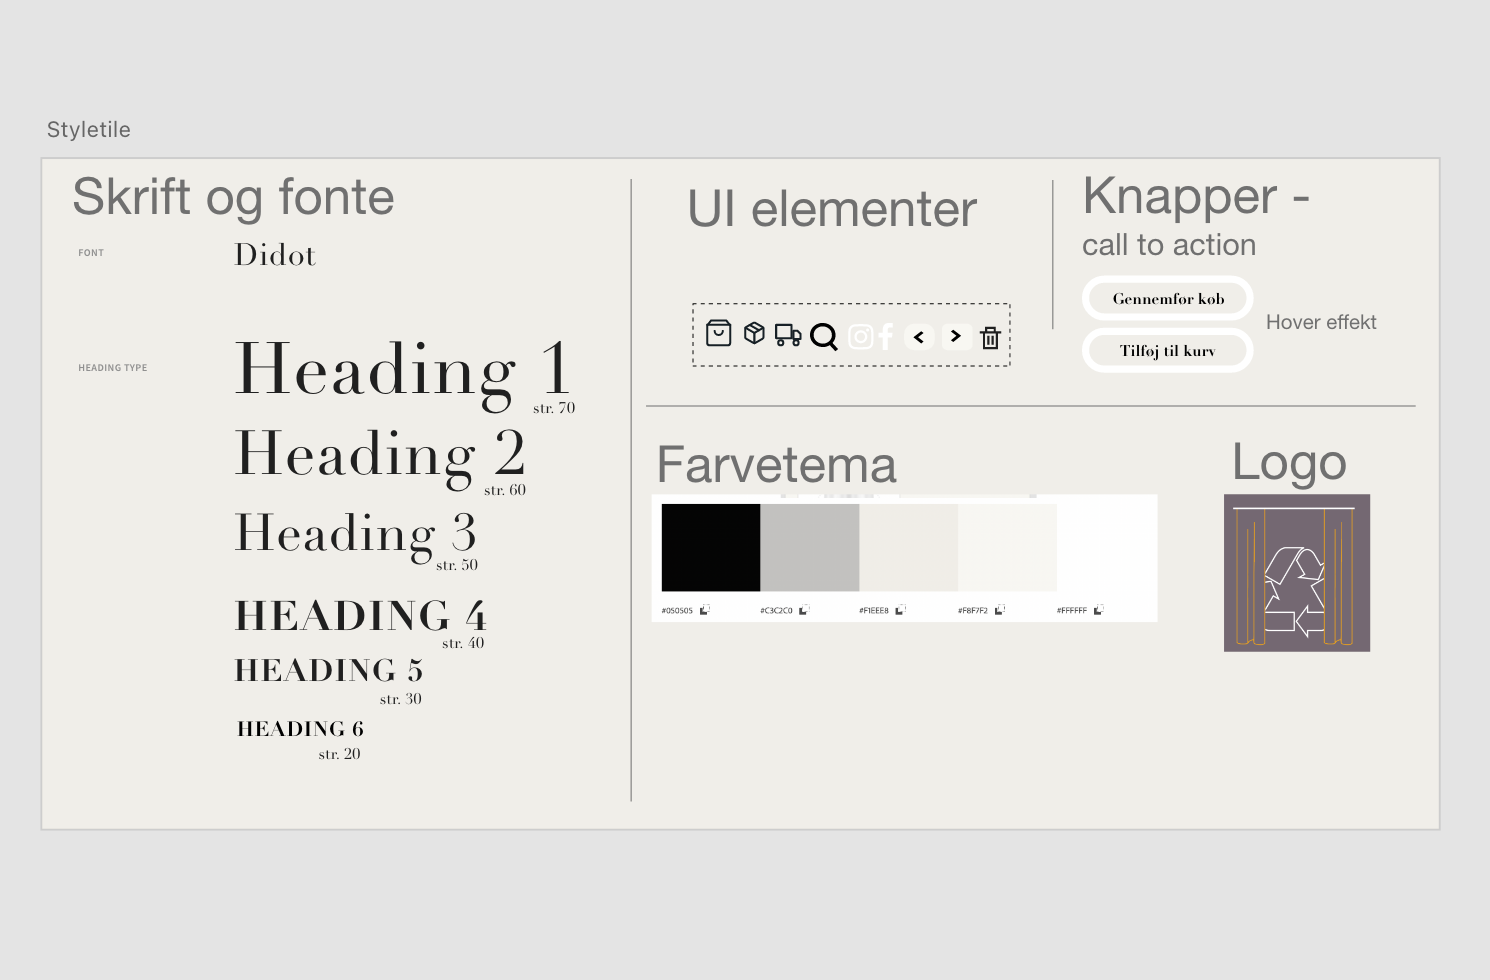 Styletile
Skrift og fonte
FONT
Didot
HEADING TYPE
Heading 1
str. 70
Heading 2
str. 60
Heading 3
str. 50
HEADING 4
str. 40
HEADING 5
str. 30
HEADING 6
str. 20
UI elementer
Knapper -
call to action
Gennemfør køb
Hover effekt
Tilføj til kurv
Farvetema
#050505 #C3C2C0 #F1EEE8 #F8F7F2 #FFFFFF
Logo